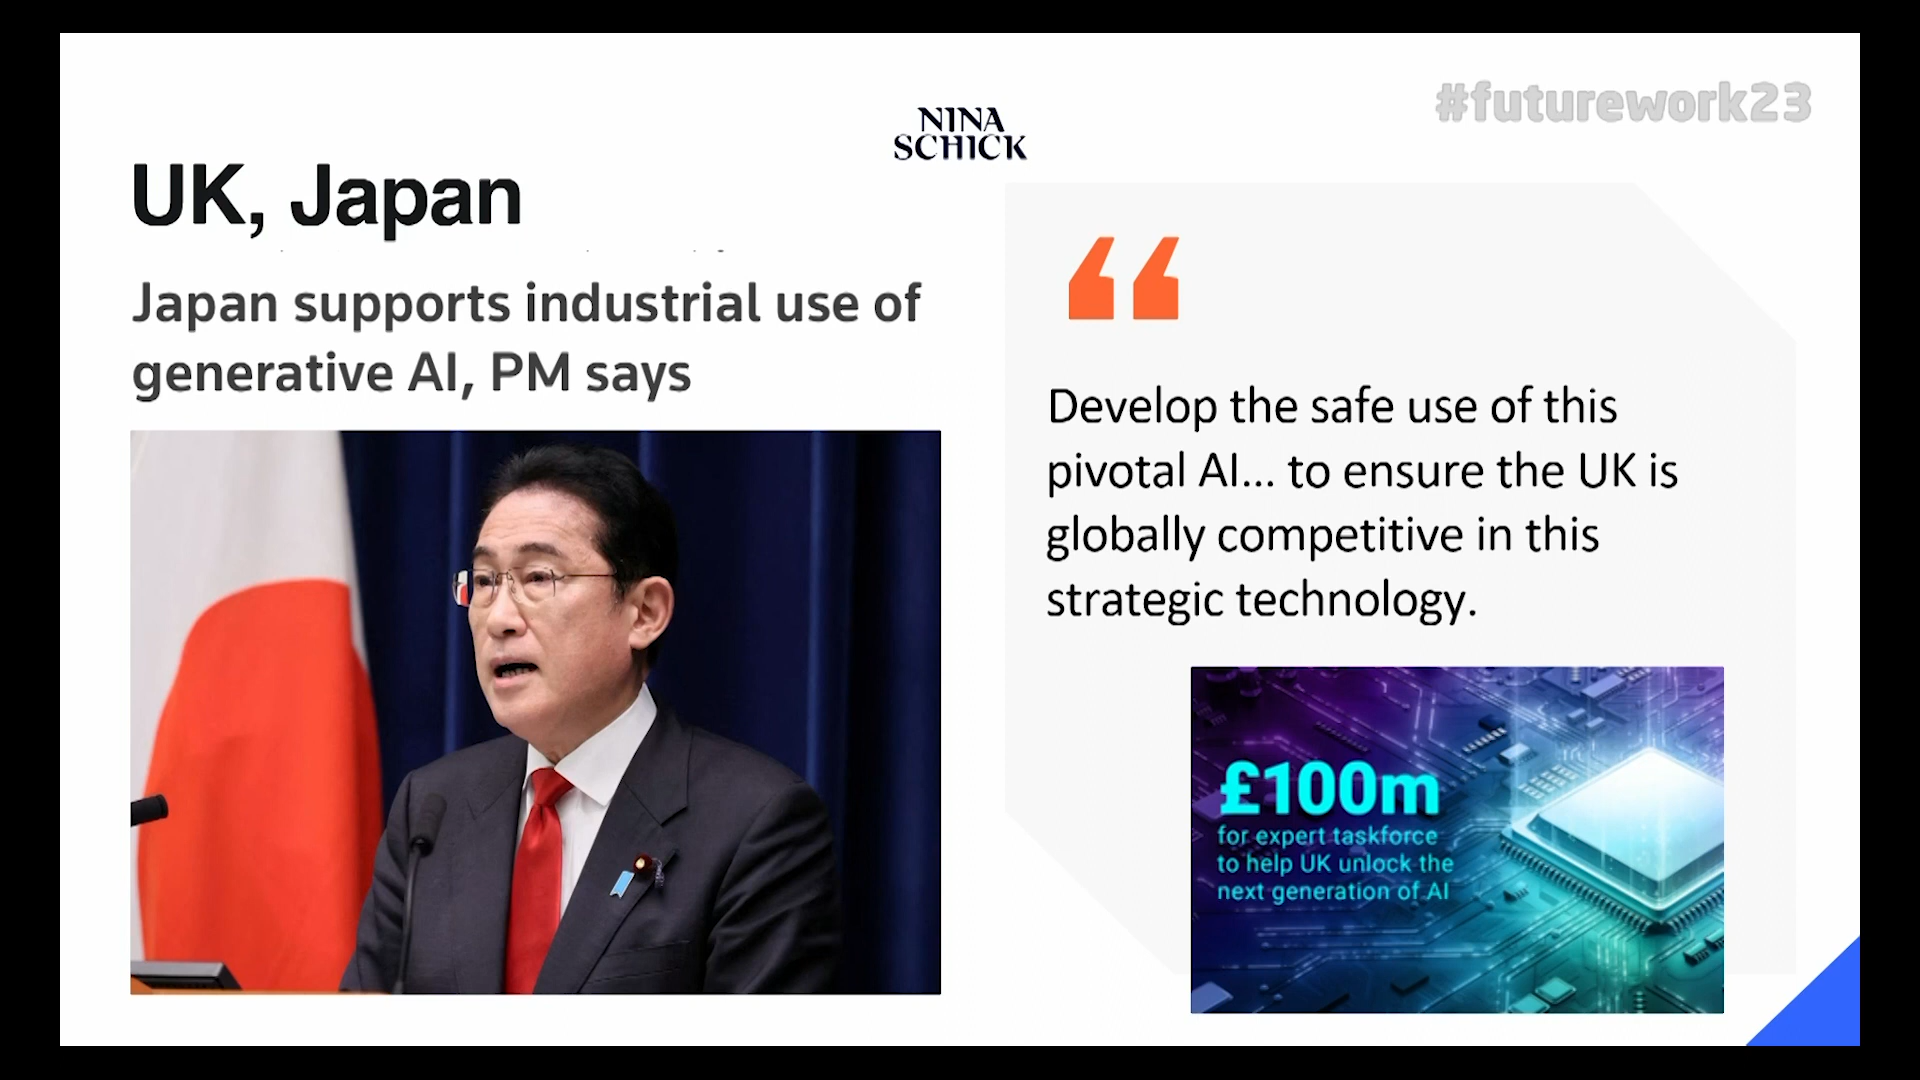 #futurework23
NINA
SCHICK
UK, Japan
Japan supports industrial use of
generative AI, PM says
Develop the safe use of this
pivotal AI... to ensure the UK is
globally competitive in this
strategic technology.
£100m
for expert taskforce
to help UK unlock the
next generation of AI